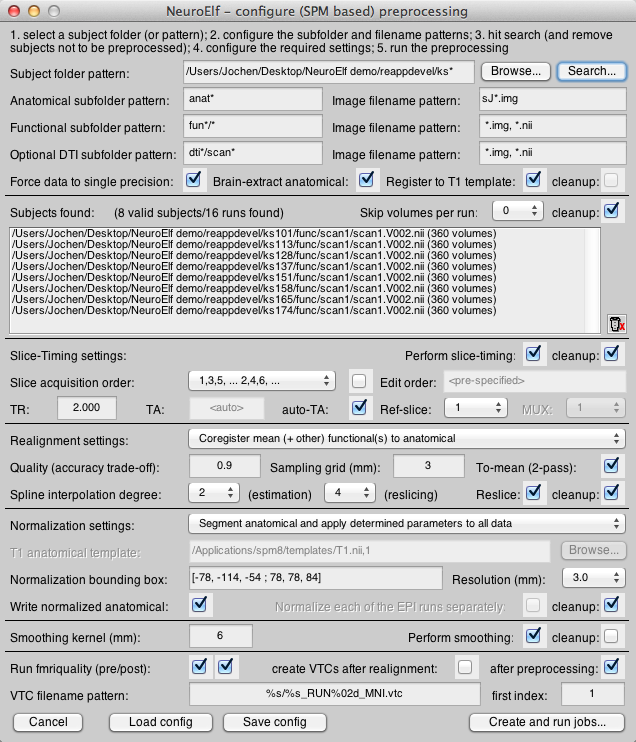 NeuroElf – configure (SPM based) preprocessing
1. select a subject folder (or pattern); 2. configure the subfolder and filename patterns; 3. hit search (and remove
subjects not to be preprocessed); 4. configure the required settings; 5. run the preprocessing
Subject folder pattern: /Users/Jochen/Desktop/NeuroElf demo/reappdevel/ks* Browse... Search...
Anatomical subfolder pattern: anat* Image filename pattern: sJ*.img
Functional subfolder pattern: fun*/* Image filename pattern: *.img, *.nii
Optional DTI subfolder pattern: dti*/scan* Image filename pattern: *.img, *.nii
Force data to single precision: Brain-extract anatomical: Register to T1 template: cleanup:
Subjects found: (8 valid subjects/16 runs found) Skip volumes per run: 0 cleanup:
/Users/Jochen/Desktop/NeuroElf demo/reappdevel/ks101/func/scan1/scan1.V002.nii (360 volumes)
/Users/Jochen/Desktop/NeuroElf demo/reappdevel/ks113/func/scan1/scan1.V002.nii (360 volumes)
/Users/Jochen/Desktop/NeuroElf demo/reappdevel/ks128/func/scan1/scan1.V002.nii (360 volumes)
/Users/Jochen/Desktop/NeuroElf demo/reappdevel/ks137/func/scan1/scan1.V002.nii (360 volumes)
/Users/Jochen/Desktop/NeuroElf demo/reappdevel/ks151/func/scan1/scan1.V002.nii (360 volumes)
/Users/Jochen/Desktop/NeuroElf demo/reappdevel/ks158/func/scan1/scan1.V002.nii (360 volumes)
/Users/Jochen/Desktop/NeuroElf demo/reappdevel/ks165/func/scan1/scan1.V002.nii (360 volumes)
/Users/Jochen/Desktop/NeuroElf demo/reappdevel/ks174/func/scan1/scan1.V002.nii (360 volumes)
Slice-Timing settings: Perform slice-timing: cleanup:
Slice acquisition order: 1,3,5, ... 2,4,6, ... Edit order: <pre-specified>
TR: 2.000 TA: <auto> auto-TA: Ref-slice: 1 MUX: 1
Realignment settings: Coregister mean (+ other) functional(s) to anatomical
Quality (accuracy trade-off): 0.9 Sampling grid (mm): 3 To-mean (2-pass):
Spline interpolation degree: 2 (estimation) 4 (reslicing) Reslice: cleanup:
Normalization settings: Segment anatomical and apply determined parameters to all data
T1 anatomical template: /Applications/spm8/templates/T1.nii,1 Browse...
Normalization bounding box: [-78, -114, -54 ; 78, 78, 84] Resolution (mm): 3.0
Write normalized anatomical: Normalize each of the EPI runs separately: cleanup:
Smoothing kernel (mm): 6 Perform smoothing: cleanup:
Run fmriquality (pre/post): create VTCs after realignment: after preprocessing:
VTC filename pattern: %s/%s_RUN%02d_MNI.vtc first index: 1
Cancel Load config Save config Create and run jobs...